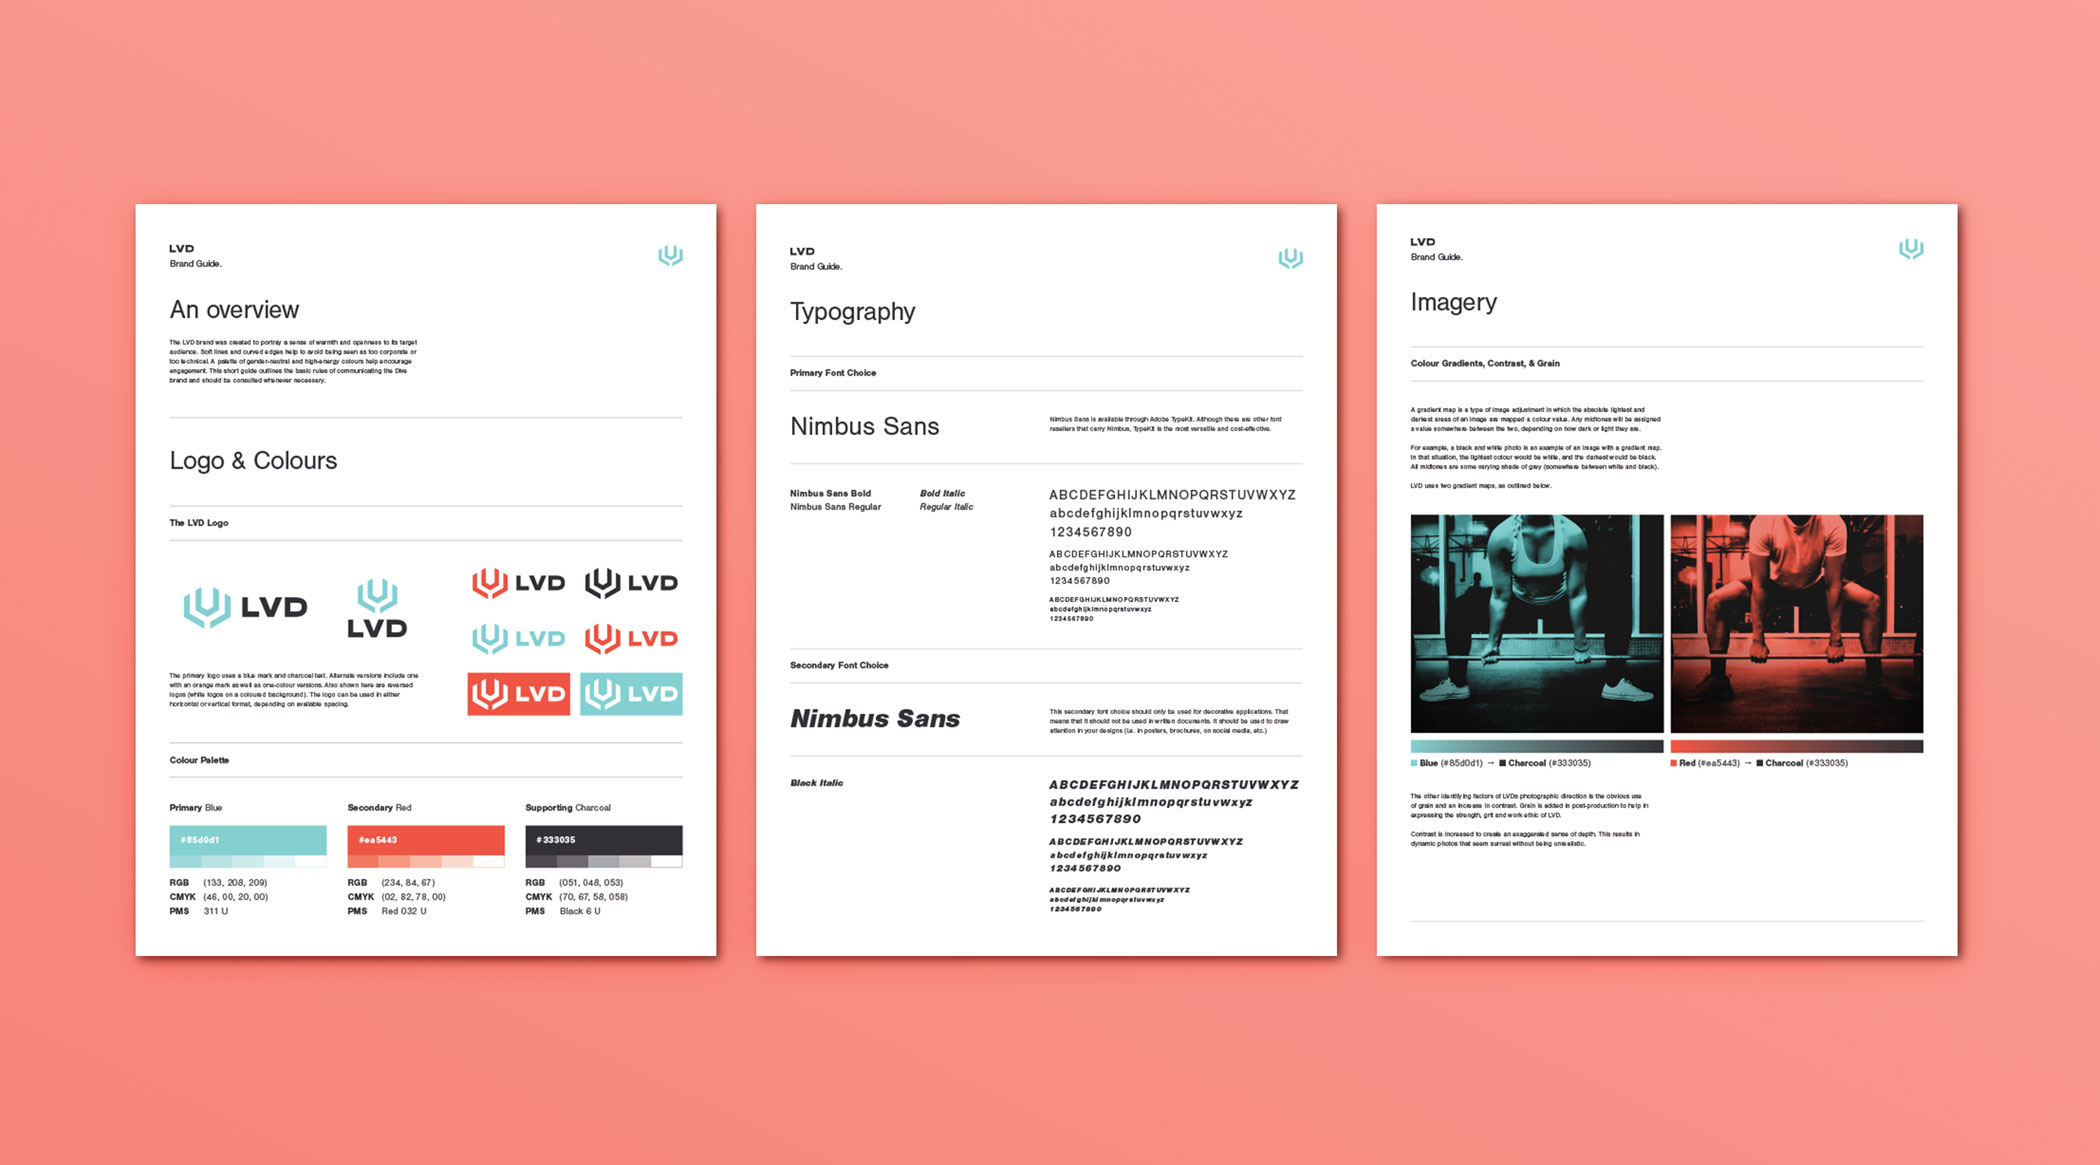 LVD
Brand Guide.
An overview
The LVD brand was created to portray a sense of warmth and openness to its target
audience. Soft lines and curved edges help to avoid being seen as too corporate or
too technical. A palette of gender-neutral and high-energy colours help encourage
engagement. This short guide outlines the basic rules of communicating the Dive
brand and should be consulted whenever necessary.
Logo & Colours
The LVD Logo
LVD
LVD
LVD
LVD
LVD
LVD
LVD
LVD
The primary logo uses a blue mark and charcoal text. Alternate versions include one
with an orange mark as well as one-colour versions. Also shown here are reversed
logos (white logos on a coloured background). The logo can be used in either
horizontal or vertical format, depending on available spacing.
Colour Palette
Primary Blue
#85d0d1
RGB (133, 208, 209)
CMYK (46, 00, 20, 00)
PMS 311 U
Secondary Red
#ea5443
RGB (234, 84, 67)
CMYK (02, 82, 78, 00)
PMS Red 032 U
Supporting Charcoal
#333035
RGB (051, 048, 053)
CMYK (70, 67, 58, 058)
PMS Black 6 U
LVD
Brand Guide.
Typography
Primary Font Choice
Nimbus Sans
Nimbus Sans is available through Adobe TypeKit. Although there are other font
resellers that carry Nimbus, TypeKit is the most versatile and cost-effective.
Nimbus Sans Bold
Nimbus Sans Regular
Bold Italic
Regular Italic
ABCDEFGHIJKLMNOPQRSTUVWXYZ
abcdefghijklmnopqrstuvwxyz
1234567890
ABCDEFGHIJKLMNOPQRSTUVWXYZ
abcdefghijklmnopqrstuvwxyz
1234567890
ABCDEFGHIJKLMNOPQRSTUVWXYZ
abcdefghijklmnopqrstuvwxyz
1234567890
Secondary Font Choice
Nimbus Sans
This secondary font choice should only be used for decorative applications. That
means that it should not be used in written documents. It should be used to draw
attention in your designs (i.e. in posters, brochures, on social media, etc.)
Black Italic
ABCDEFGHIJKLMNOPQRSTUVWXYZ
abcdefghijklmnopqrstuvwxyz
1234567890
ABCDEFGHIJKLMNOPQRSTUVWXYZ
abcdefghijklmnopqrstuvwxyz
1234567890
ABCDEFGHIJKLMNOPQRSTUVWXYZ
abcdefghijklmnopqrstuvwxyz
1234567890
LVD
Brand Guide.
Imagery
Colour Gradients, Contrast, & Grain
A gradient map is a type of image adjustment in which the absolute lightest and
darkest areas of an image are mapped a colour value. Any midtones will be assigned
a value somewhere between the two, depending on how dark or light they are.
For example, a black and white photo is an example of an image with a gradient map.
In that situation, the lightest colour would be white, and the darkest would be black.
All midtones are some varying shade of grey (somewhere between white and black).
LVD uses two gradient maps, as outlined below.
Blue (#85d0d1) → Charcoal (#333035)
Red (#ea5443) → Charcoal (#333035)
The other identifying factors of LVDs photographic direction is the obvious use
of grain and an increase in contrast. Grain is added in post-production to help in
expressing the strength, grit and work ethic of LVD.
Contrast is increased to create an exaggerated sense of depth. This results in
dynamic photos that seem surreal without being unrealistic.